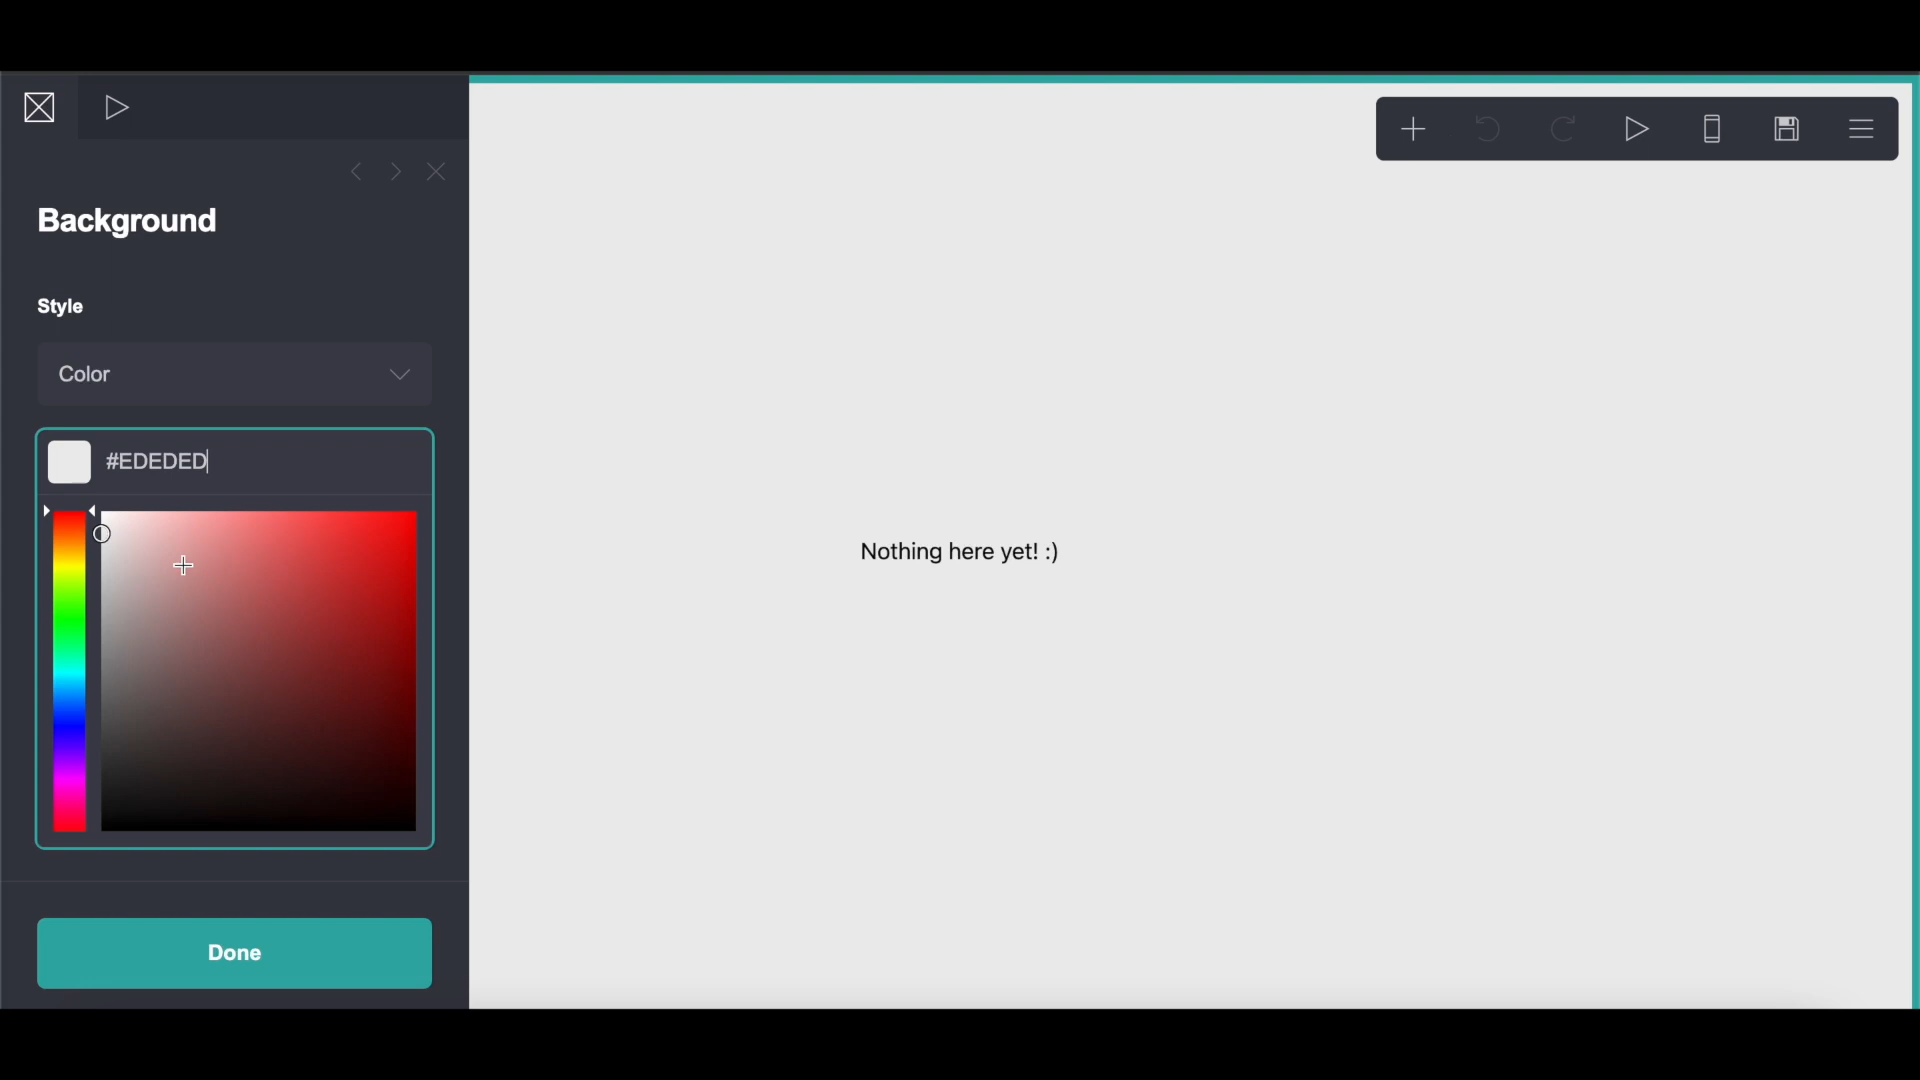 Background
Style
Color
#EDEDED
Done
Nothing here yet! :)